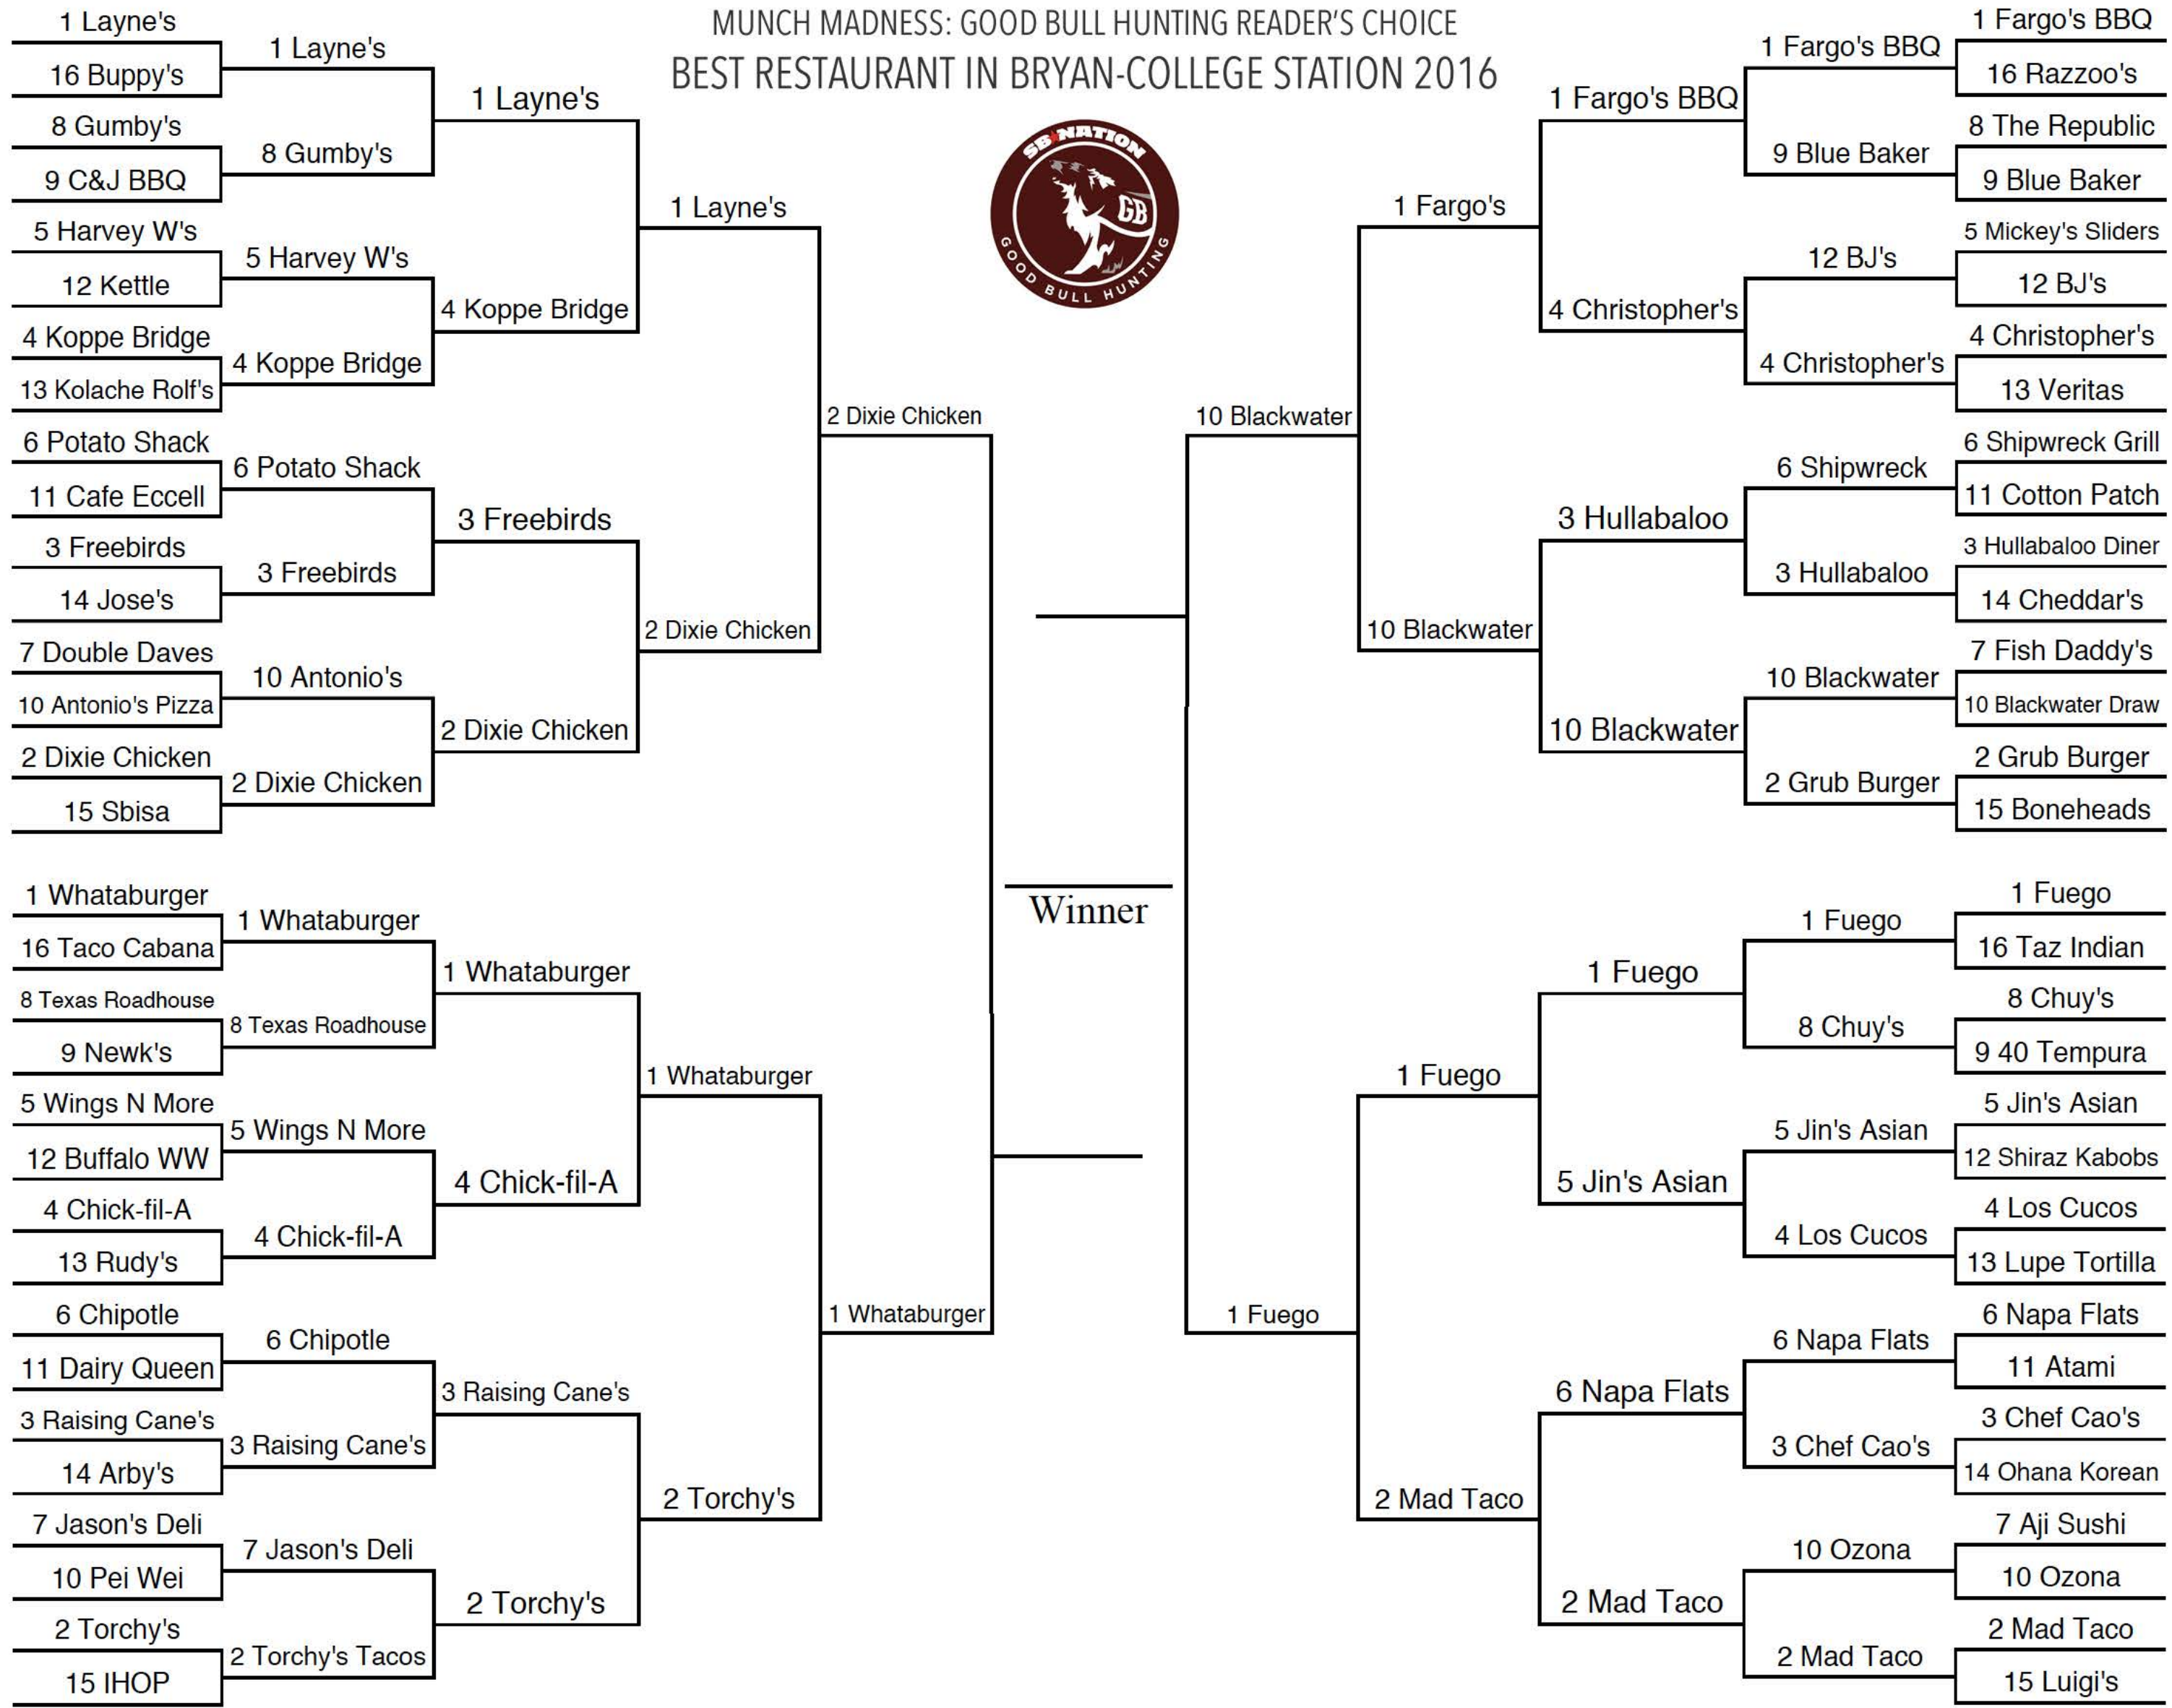 MUNCH MADNESS: GOOD BULL HUNTING READER'S CHOICE
BEST RESTAURANT IN BRYAN-COLLEGE STATION 2016
SB NATION
GB
GOOD BULL HUNTING
1 Layne's
16 Buppy's
8 Gumby's
9 C&J BBQ
5 Harvey W's
12 Kettle
4 Koppe Bridge
13 Kolache Rolf's
6 Potato Shack
11 Cafe Eccell
3 Freebirds
14 Jose's
7 Double Daves
10 Antonio's Pizza
2 Dixie Chicken
15 Sbisa
1 Layne's
8 Gumby's
5 Harvey W's
4 Koppe Bridge
6 Potato Shack
3 Freebirds
10 Antonio's
2 Dixie Chicken
1 Layne's
4 Koppe Bridge
3 Freebirds
2 Dixie Chicken
1 Layne's
2 Dixie Chicken
2 Dixie Chicken
1 Whataburger
16 Taco Cabana
8 Texas Roadhouse
9 Newk's
5 Wings N More
12 Buffalo WW
4 Chick-fil-A
13 Rudy's
6 Chipotle
11 Dairy Queen
3 Raising Cane's
14 Arby's
7 Jason's Deli
10 Pei Wei
2 Torchy's
15 IHOP
1 Whataburger
8 Texas Roadhouse
5 Wings N More
4 Chick-fil-A
6 Chipotle
3 Raising Cane's
7 Jason's Deli
2 Torchy's Tacos
1 Whataburger
4 Chick-fil-A
3 Raising Cane's
2 Torchy's
1 Whataburger
2 Torchy's
1 Whataburger
Winner
10 Blackwater
1 Fargo's
10 Blackwater
1 Fargo's BBQ
4 Christopher's
3 Hullabaloo
10 Blackwater
1 Fargo's BBQ
9 Blue Baker
12 BJ's
4 Christopher's
6 Shipwreck
3 Hullabaloo
10 Blackwater
2 Grub Burger
1 Fargo's BBQ
16 Razzoo's
8 The Republic
9 Blue Baker
5 Mickey's Sliders
12 BJ's
4 Christopher's
13 Veritas
6 Shipwreck Grill
11 Cotton Patch
3 Hullabaloo Diner
14 Cheddar's
7 Fish Daddy's
10 Blackwater Draw
2 Grub Burger
15 Boneheads
1 Fuego
1 Fuego
2 Mad Taco
1 Fuego
5 Jin's Asian
6 Napa Flats
2 Mad Taco
1 Fuego
8 Chuy's
5 Jin's Asian
4 Los Cucos
6 Napa Flats
3 Chef Cao's
10 Ozona
2 Mad Taco
1 Fuego
16 Taz Indian
8 Chuy's
9 40 Tempura
5 Jin's Asian
12 Shiraz Kabobs
4 Los Cucos
13 Lupe Tortilla
6 Napa Flats
11 Atami
3 Chef Cao's
14 Ohana Korean
7 Aji Sushi
10 Ozona
2 Mad Taco
15 Luigi's